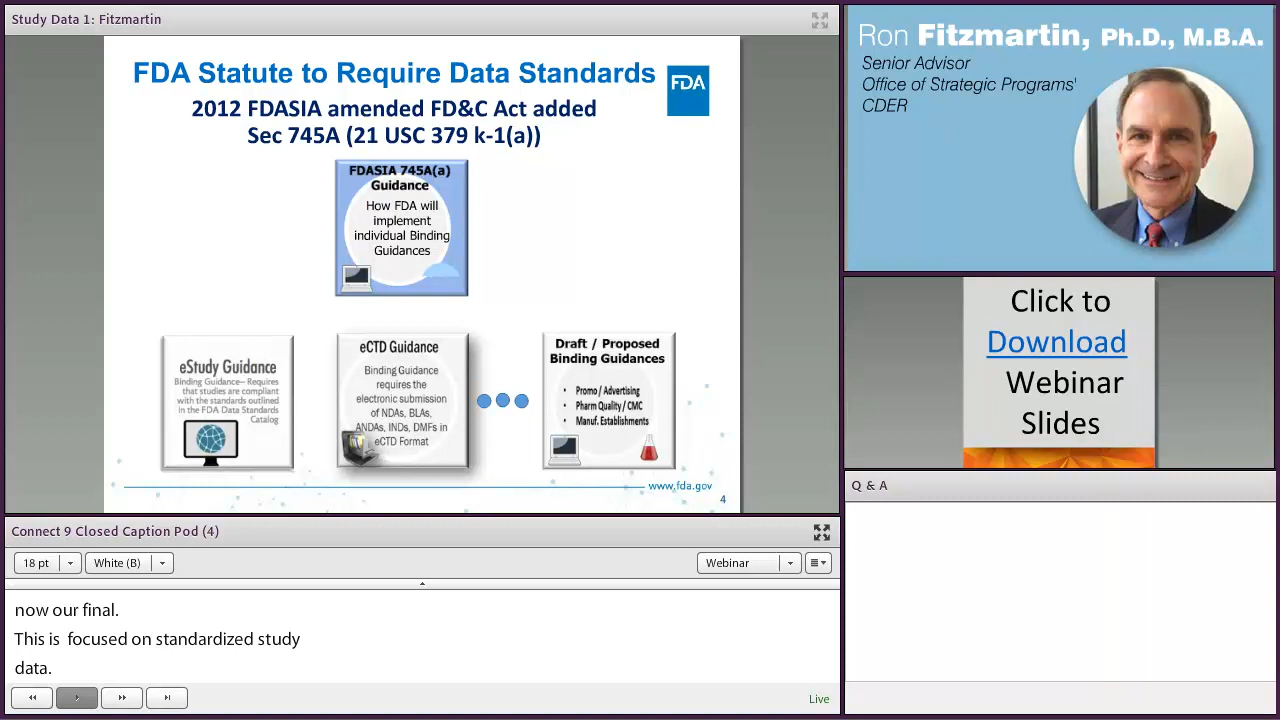 Study Data 1: Fitzmartin
FDA Statute to Require Data Standards
FDA
2012 FDASIA amended FD&C Act added
Sec 745A (21 USC 379 k-1(a))
FDASIA 745A(a)
Guidance
How FDA will
implement
individual Binding
Guidances
eStudy Guidance
Binding Guidance– Requires
that studies are compliant
with the standards outlined
in the FDA Data Standards
Catalog
eCTD Guidance
Binding Guidance
requires the
electronic submission
of NDAs, BLAs,
ANDAs, INDs, DMFs in
eCTD Format
Draft / Proposed
Binding Guidances
• Promo / Advertising
• Pharm Quality / CMC
• Manuf. Establishments
www.fda.gov
4
Ron Fitzmartin, Ph.D., M.B.A.
Senior Advisor
Office of Strategic Programs'
CDER
Click to
Download
Webinar
Slides
Q & A
Connect 9 Closed Caption Pod (4)
18 pt
White (B)
Webinar
now our final.
This is focused on standardized study
data.
Live